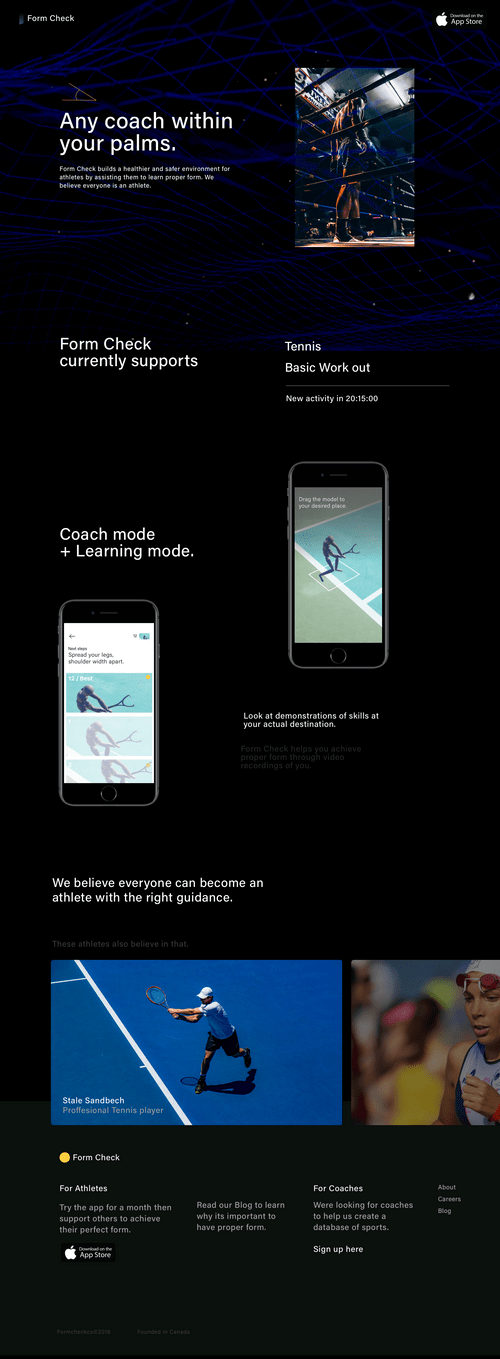 Form Check
Download on the
App Store
Any coach within
your palms.
Form Check builds a healthier and safer environment for
athletes by assisting them to learn proper form. We
believe everyone is an athlete.
Form Check
currently supports
Tennis
Basic Work out
New activity in 20:15:00
Coach mode
+ Learning mode.
Drag the model to
your desired place.
Next steps
Spread your legs,
shoulder width apart.
12 / Best
Look at demonstrations of skills at
your actual destination.
Form Check helps you achieve
proper form through video
recordings of you.
We believe everyone can become an
athlete with the right guidance.
These athletes also believe in that.
Stale Sandbech
Proffesional Tennis player
Form Check
For Athletes
Try the app for a month then
support others to achieve
their perfect form.
Download on the
App Store
Read our Blog to learn
why its important to
have proper form.
For Coaches
Were looking for coaches
to help us create a
database of sports.
Sign up here
About
Careers
Blog
Founded in Canada